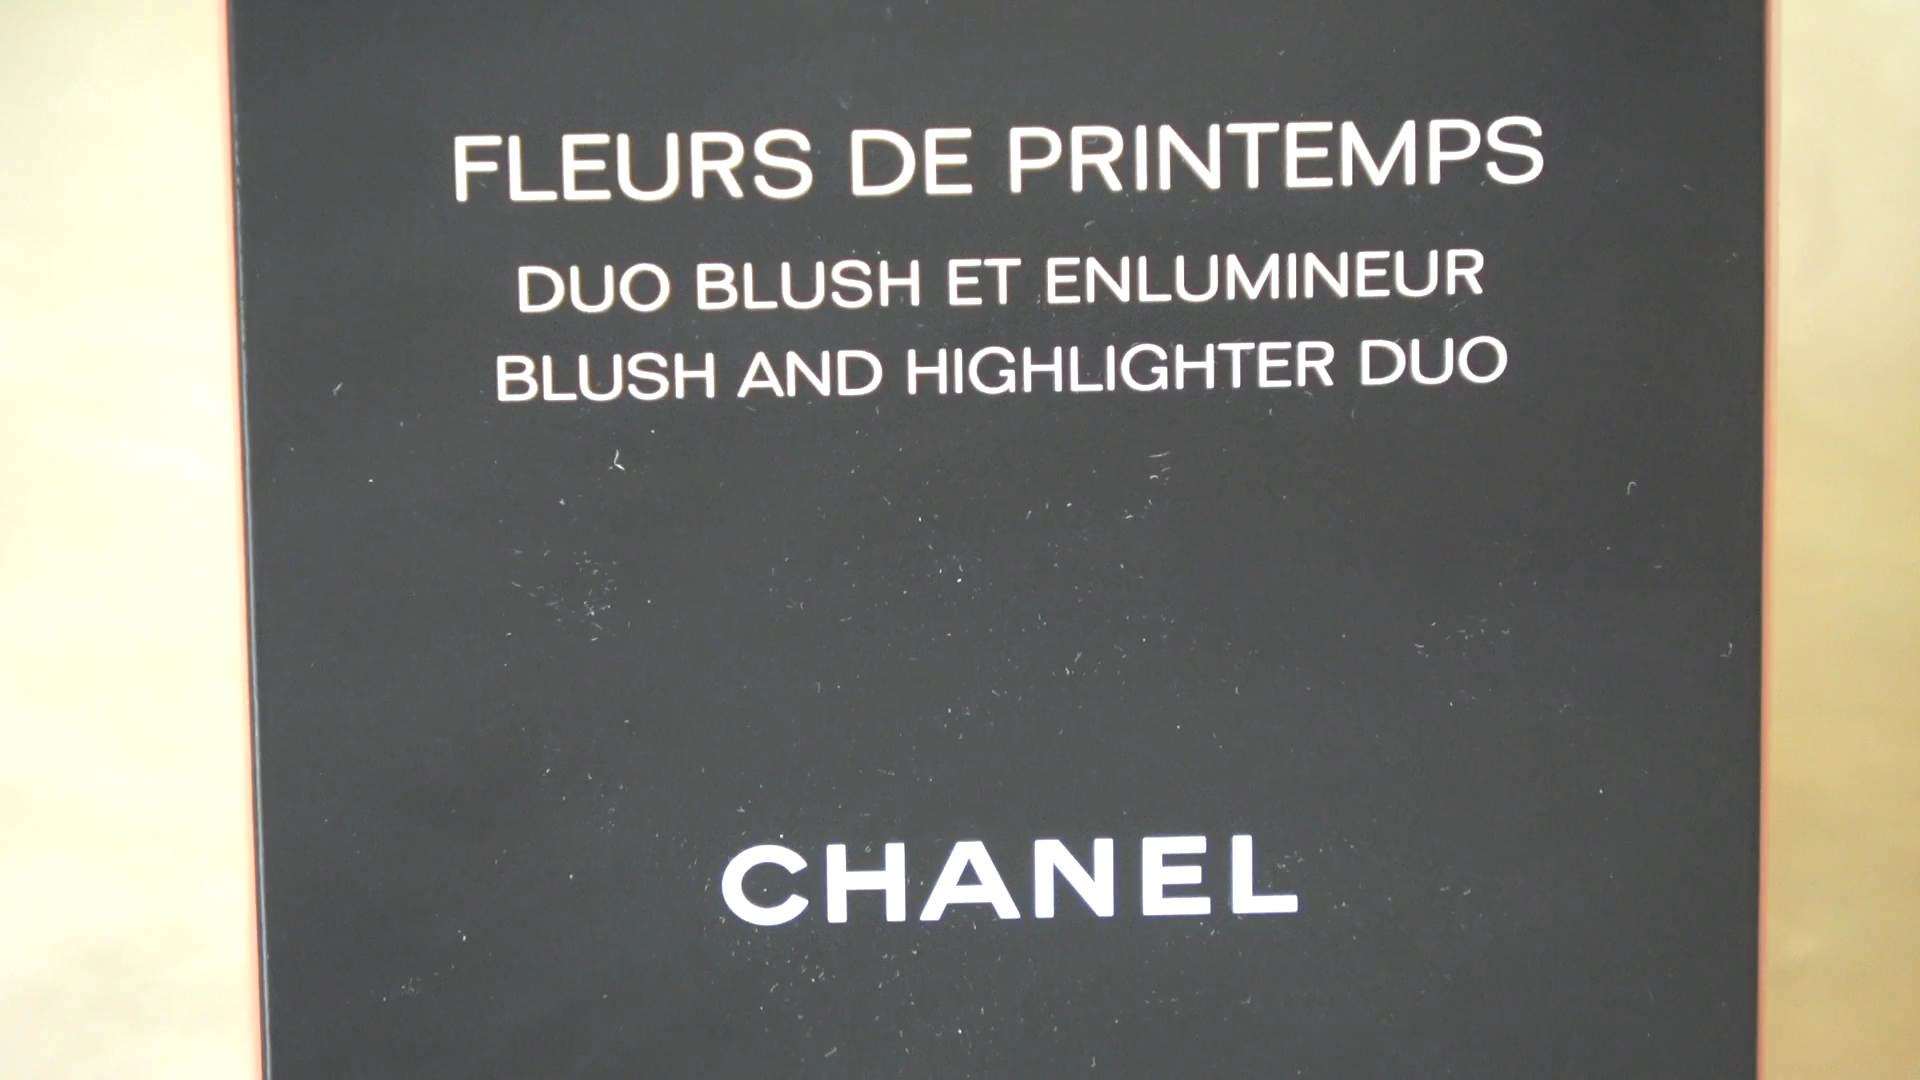 FLEURS DE PRINTEMPS
DUO BLUSH ET ENLUMINEUR
BLUSH AND HIGHLIGHTER DUO
CHANEL